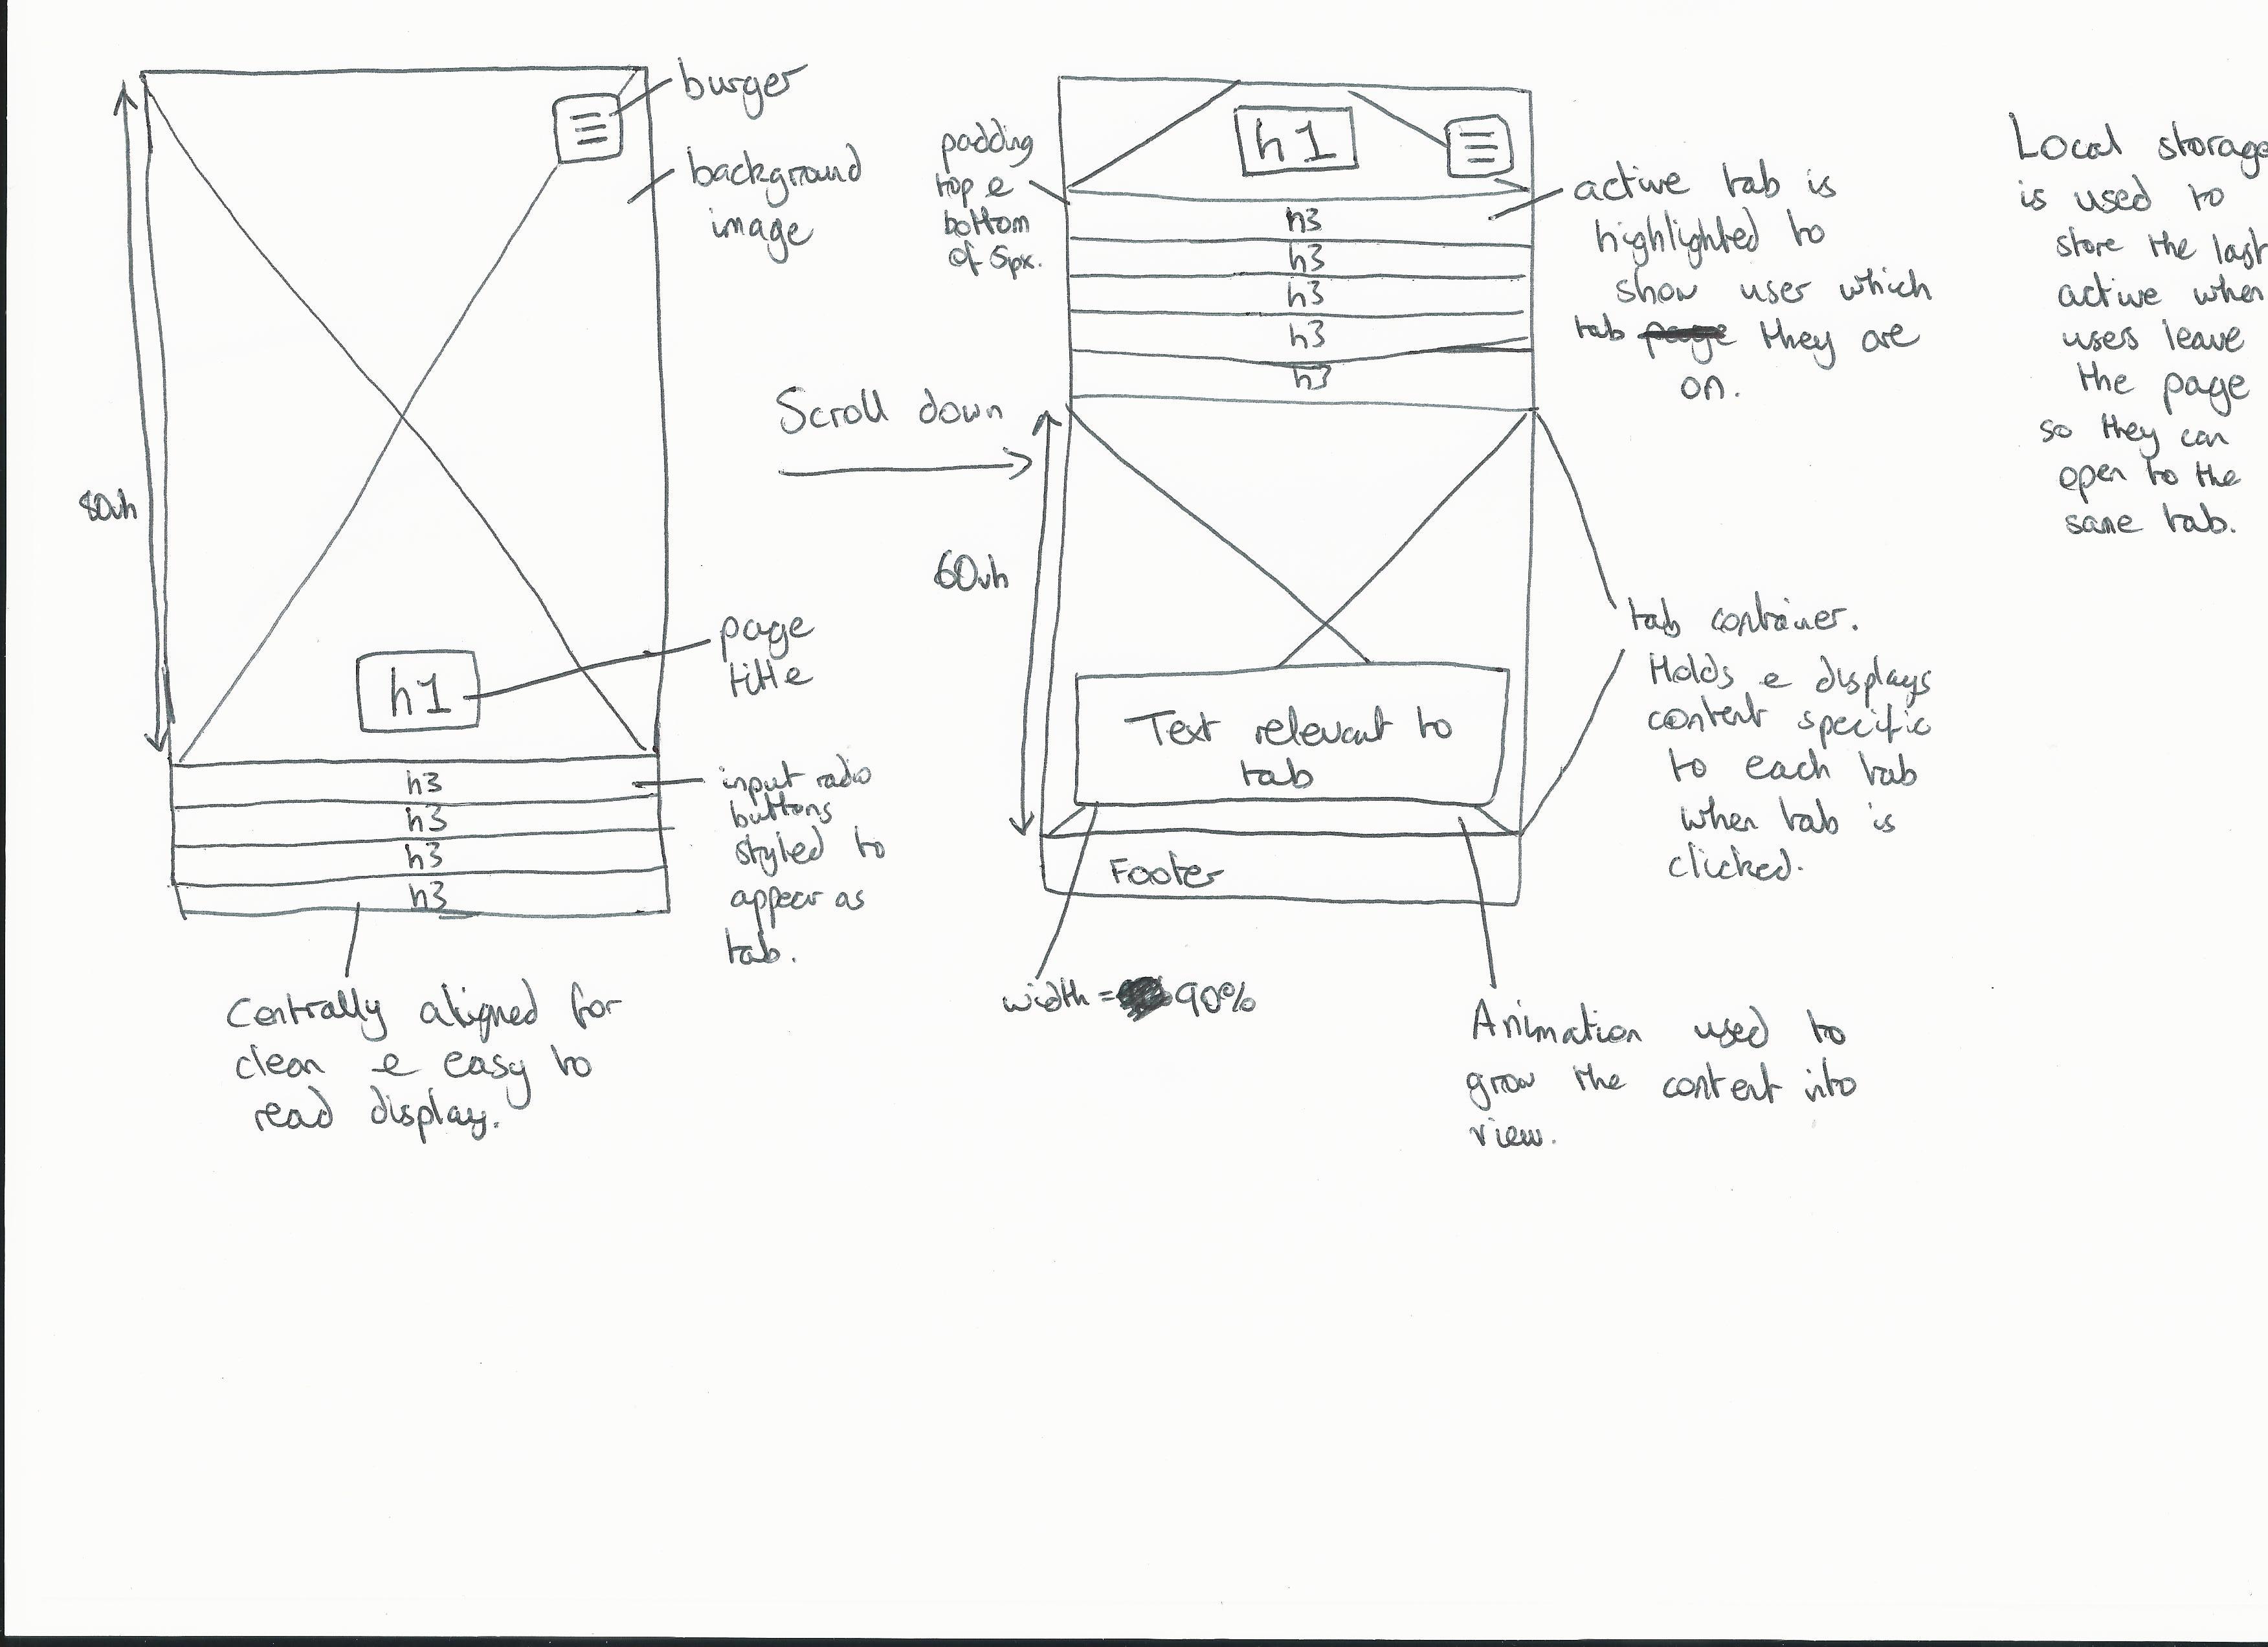 burger
background
image
80vh
h1
page
title
h3
h3
h3
h3
input radio
buttons
styled to
appear as
tab.
Centrally aligned for
clean & easy to
read display.
Scroll down
h1
padding
top &
bottom
of 5px.
h3
h3
h3
h3
h3
active tab is
highlighted to
show user which
tab page they are
on.
60vh
Text relevant to
tab
Footer
tab container.
Holds & displays
content specific
to each tab
when tab is
clicked.
width = 90%
Animation used to
grow the content into
view.
Local storage
is used to
store the last
active when
users leave
the page
so they can
open to the
same tab.